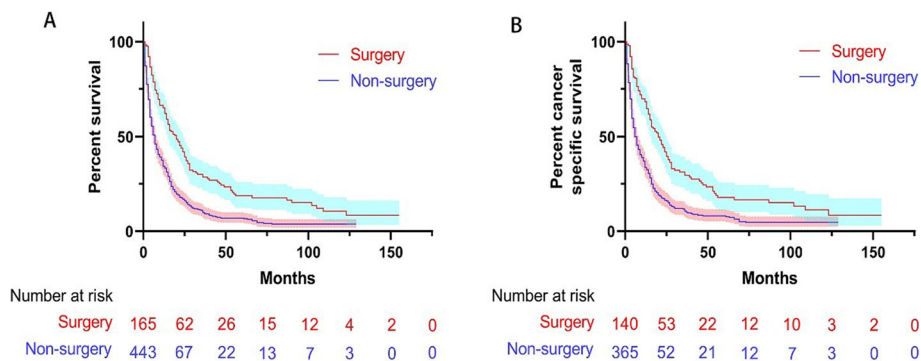 A
Percent survival
100
50
0
Surgery
Non-surgery
0 50 100 150
Months
Number at risk
Surgery 165 62 26 15 12 4 2 0
Non-surgery 443 67 22 13 7 3 0 0
B
Percent cancer
specific survival
100
50
0
Surgery
Non-surgery
0 50 100 150
Months
Number at risk
Surgery 140 53 22 12 10 3 2 0
Non-surgery 365 52 21 12 7 3 0 0